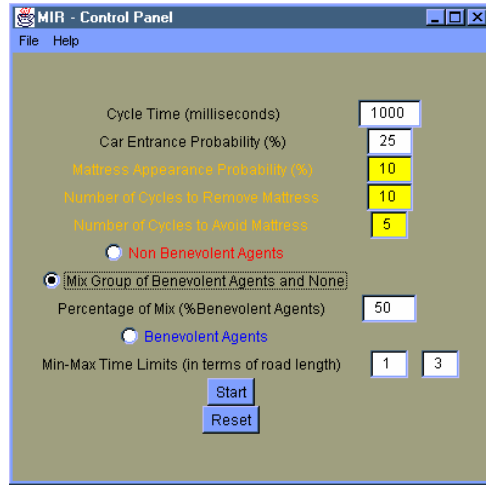 MIR - Control Panel
File Help
Cycle Time (milliseconds) 1000
Car Entrance Probability (%) 25
Mattress Appearance Probability (%) 10
Number of Cycles to Remove Mattress 10
Number of Cycles to Avoid Mattress 5
Non Benevolent Agents
Mix Group of Benevolent Agents and None
Percentage of Mix (%Benevolent Agents) 50
Benevolent Agents
Min-Max Time Limits (in terms of road length) 1 3
Start
Reset